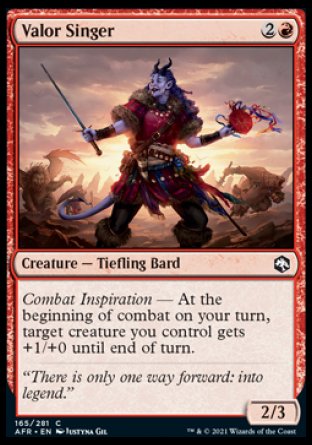 Valor Singer 2
Creature — Tiefling Bard
Combat Inspiration — At the
beginning of combat on your turn,
target creature you control gets
+1/+0 until end of turn.
"There is only one way forward: into
legend."
2/3
165/281 C
AFR • EN Justyna Gil
™ & © 2021 Wizards of the Coast